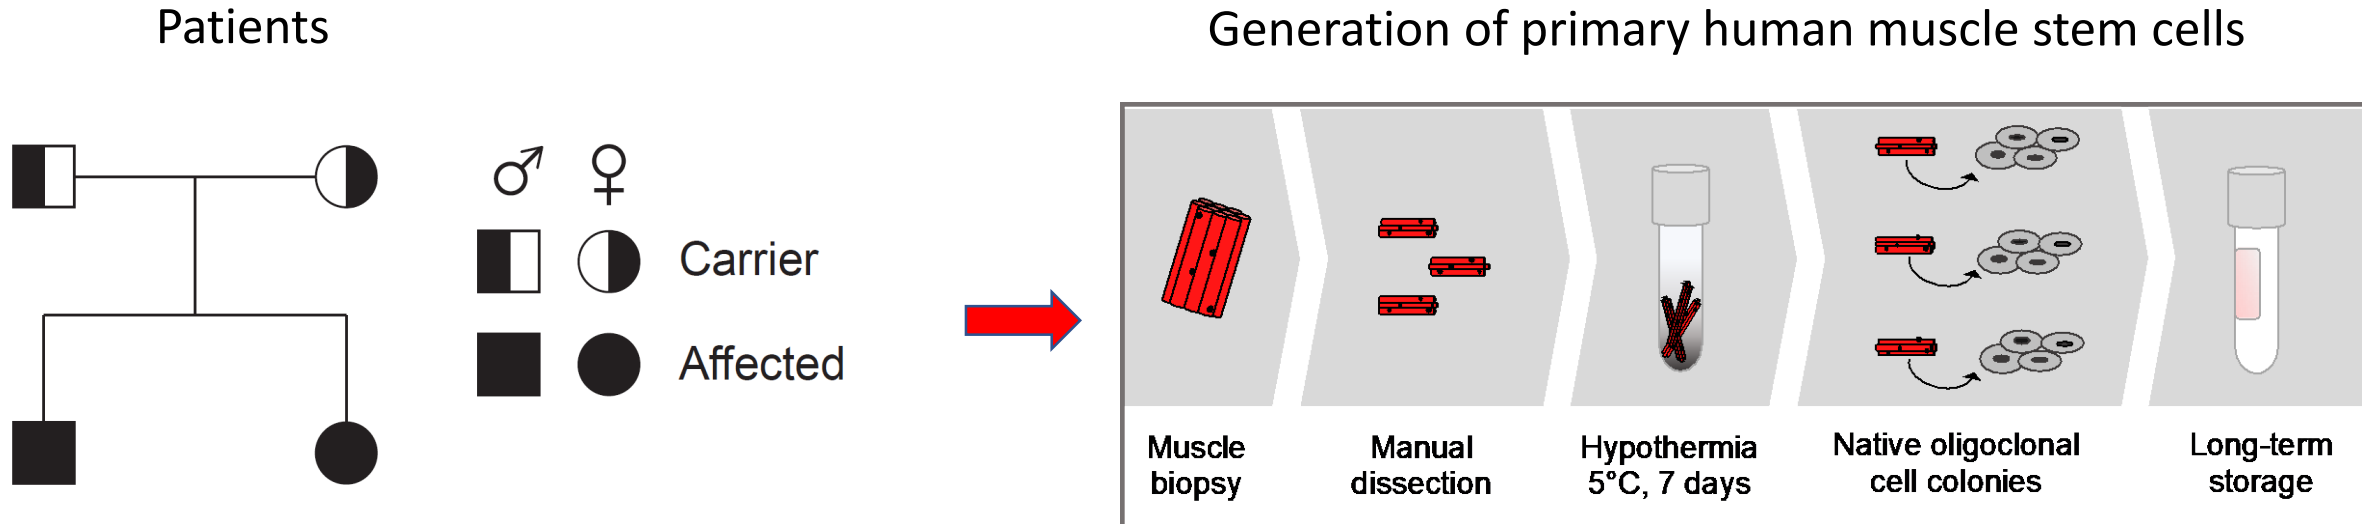 Patients
Generation of primary human muscle stem cells
Carrier
Affected
Muscle
biopsy
Manual
dissection
Hypothermia
5°C, 7 days
Native oligoclonal
cell colonies
Long-term
storage